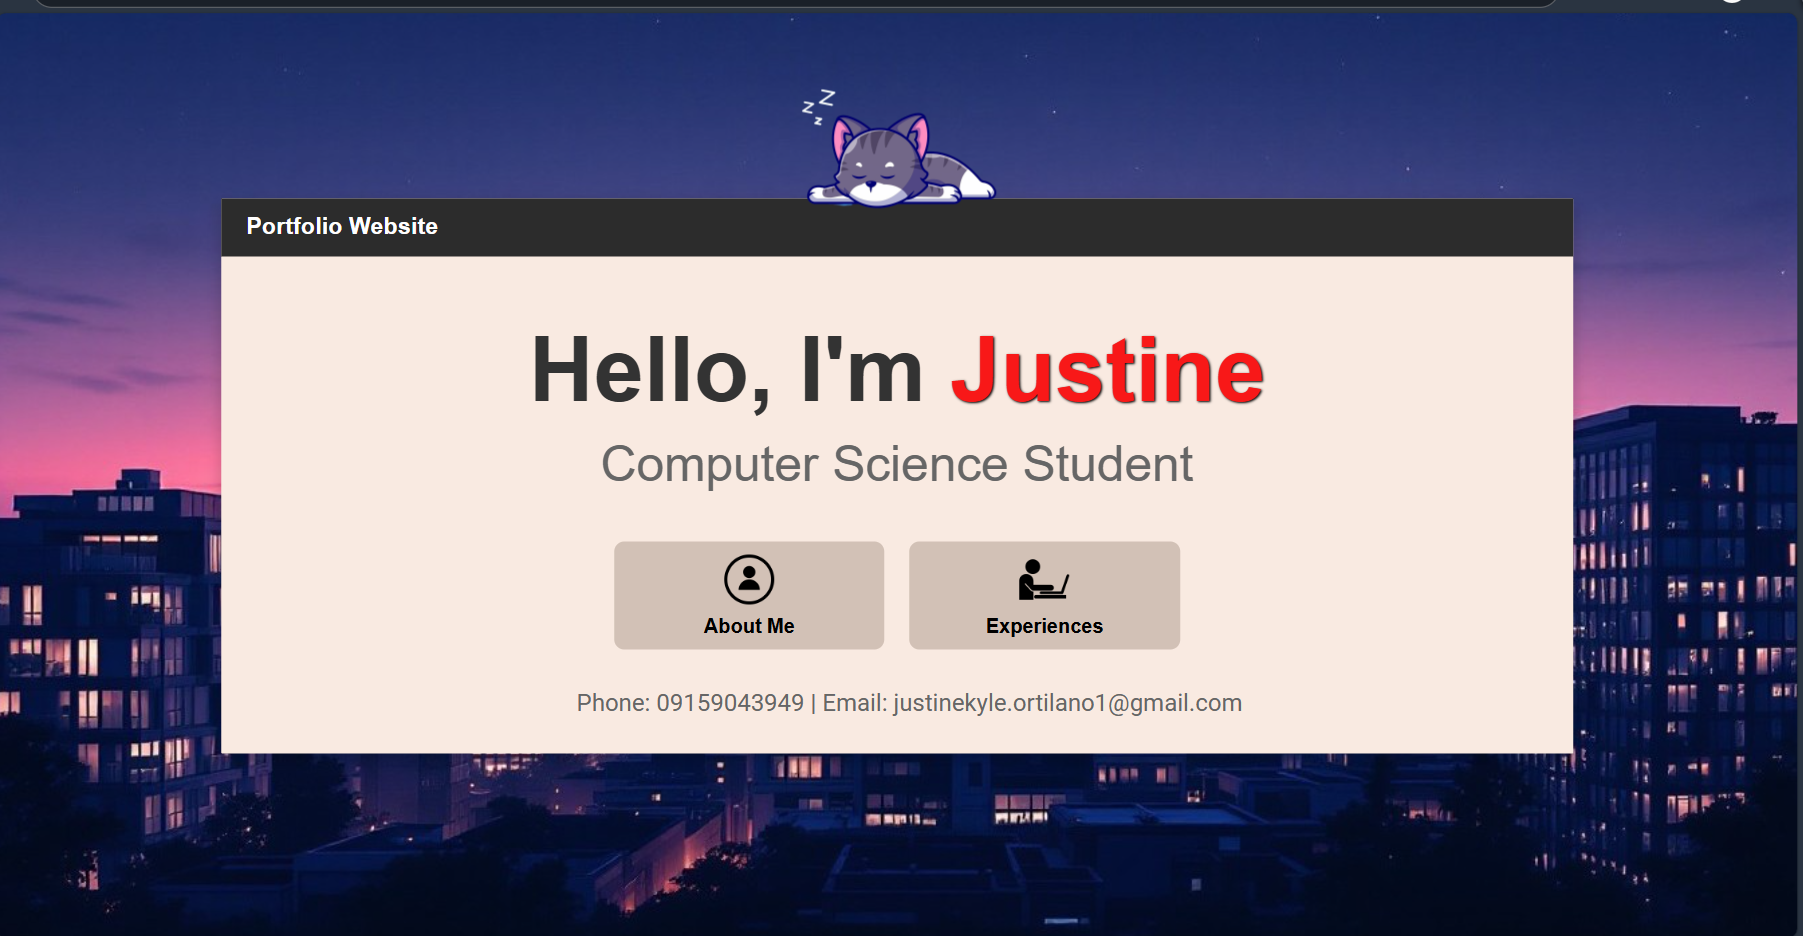 z Z
z
Portfolio Website
Hello, I'm Justine
Computer Science Student
About Me
Experiences
Phone: 09159043949 | Email: justinekyle.ortilano1@gmail.com